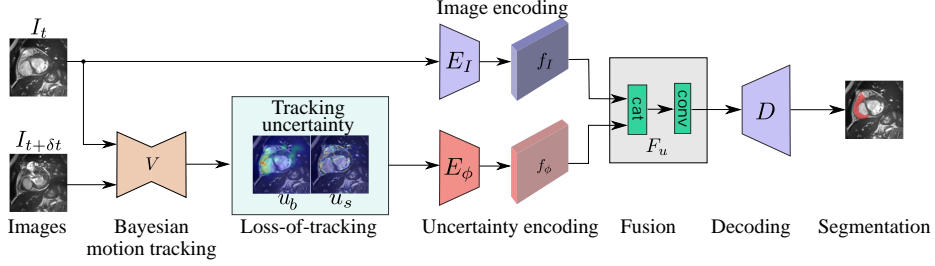 Image encoding
I_t
E_I
f_I
Tracking
uncertainty
u_b
u_s
I_{t+δt}
V
E_ϕ
f_ϕ
cat
conv
F_u
D
Images
Bayesian
motion tracking
Loss-of-tracking
Uncertainty encoding
Fusion
Decoding
Segmentation